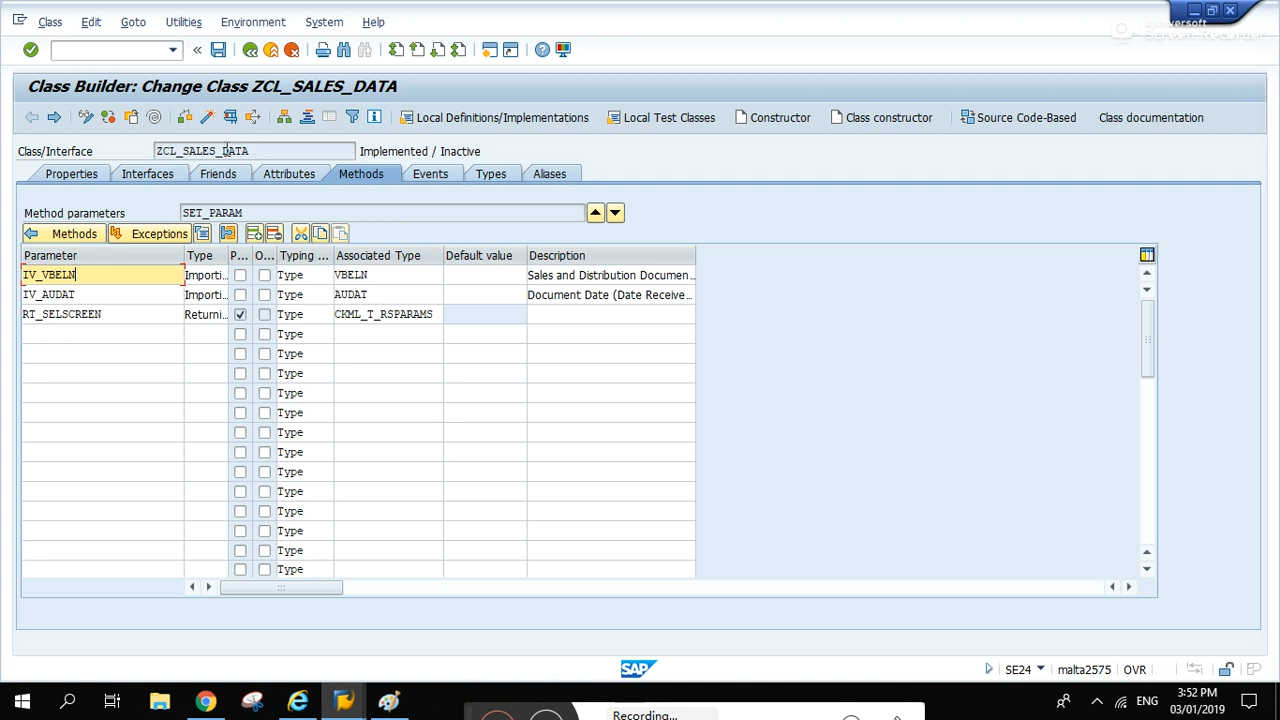 Class Edit Goto Utilities Environment System Help
Class Builder: Change Class ZCL_SALES_DATA
Local Definitions/Implementations Local Test Classes Constructor Class constructor Source Code-Based Class documentation
Class/Interface ZCL_SALES_DATA Implemented / Inactive
Properties Interfaces Friends Attributes Methods Events Types Aliases
Method parameters SET_PARAM
Methods Exceptions
Parameter Type P... O... Typing ... Associated Type Default value Description
IV_VBELN Importi... Type VBELN Sales and Distribution Documen...
IV_AUDAT Importi... Type AUDAT Document Date (Date Receive...
RT_SELSCREEN Returni... Type CKML_T_RSPARAMS
Type
Type
Type
Type
Type
Type
Type
Type
Type
Type
Type
Type
Type
SAP SE24 malta2575 OVR
ENG 3:52 PM
03/01/2019
Recording...
Screen Recorder